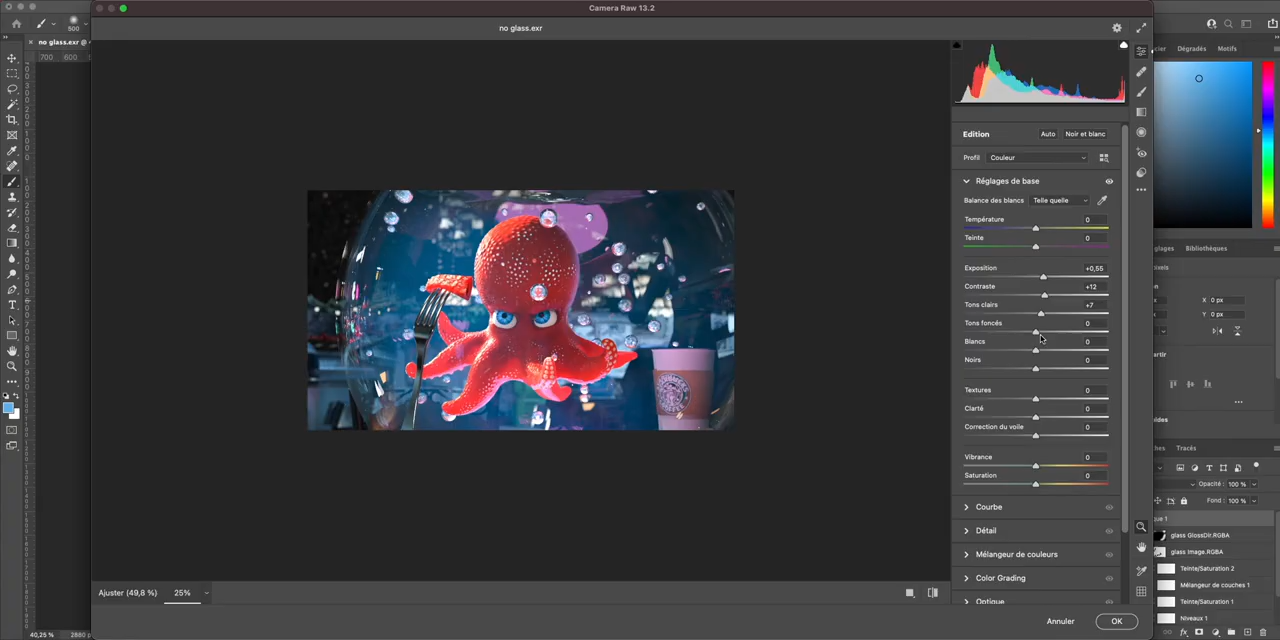 Camera Raw 13.2
500
no glass.exr
no glass.exr @
700 600
Dégradés Motifs
Edition Auto Noir et blanc
Profil Couleur
Réglages de base
Balance des blancs Telle quelle
Température 0
Teinte 0
Exposition +0,55
Contraste +12
Tons clairs +7
Tons foncés 0
Blancs 0
Noirs 0
Textures 0
Clarté 0
Correction du voile 0
Vibrance 0
Saturation 0
Courbe
Détail
Mélangeur de couleurs
Color Grading
Optique
Bibliothèques
X 0 px
Y 0 px
Tracés
Opacité : 100 %
Fond : 100 %
glass GlossDir.RGBA
glass Image.RGBA
Teinte/Saturation 2
Mélangeur de couches 1
Teinte/Saturation 1
Niveaux 1
Ajuster (49,8 %) 25%
Annuler OK
40,25 % 2880 p